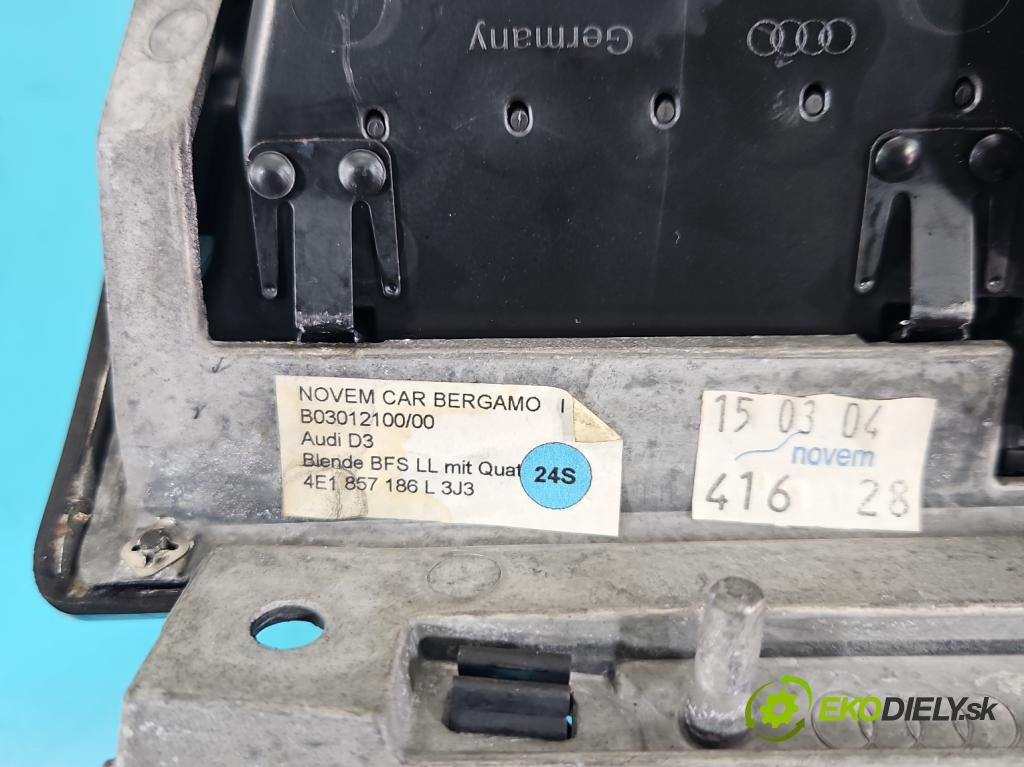 Germany
NOVEM CAR BERGAMO I
B03012100/00
Audi D3
Blende BFS LL mit Quat
24S
4E1 857 186 L 3J3
15 03 04
novem
416 28
EKODIELY.sk